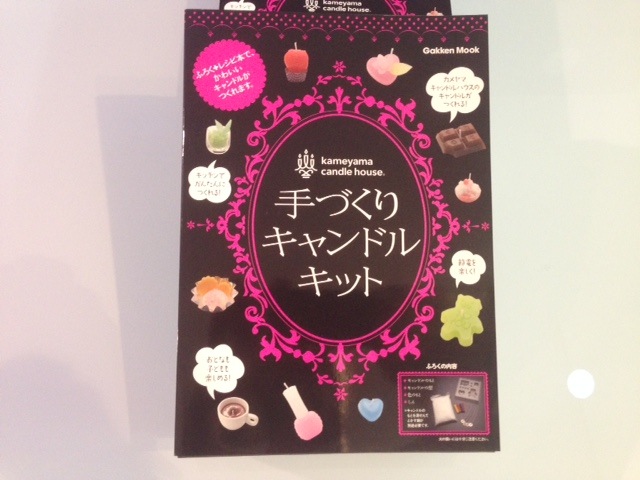 kameyama
candle house.
Gakken Mook
ふろく+レシピ本で、
かわいい
キャンドルが
つくれます。
カメヤマ
キャンドルハウスの
キャンドルが
つくれる!
キッチンで
かんたんに
つくれる!
kameyama
candle house®
手づくり
キャンドル
キット
節電を
楽しく!
おとなも
子どもも
楽しめる!
ふろくの内容